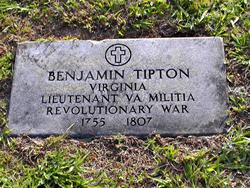 BENJAMIN TIPTON
VIRGINIA
LIEUTENANT VA MILITIA
REVOLUTIONARY WAR
1755 1807